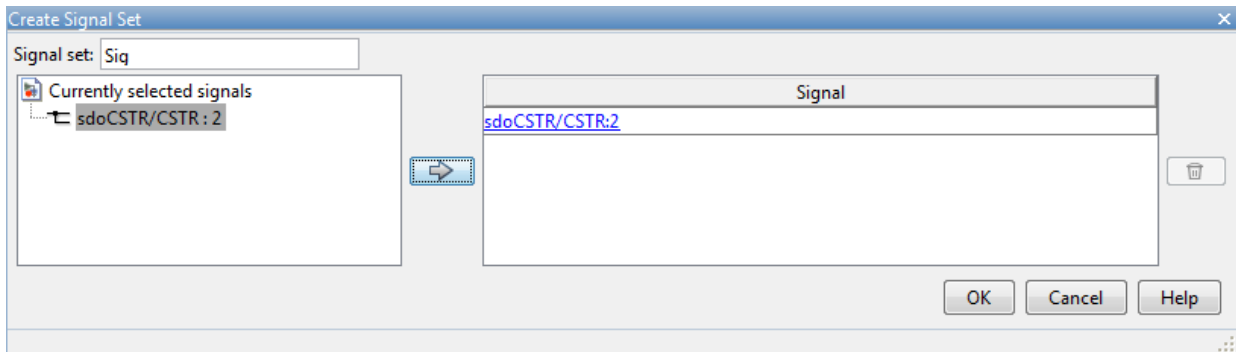 Create Signal Set
Signal set: Sig
Currently selected signals
sdoCSTR/CSTR : 2
Signal
sdoCSTR/CSTR:2
OK Cancel Help